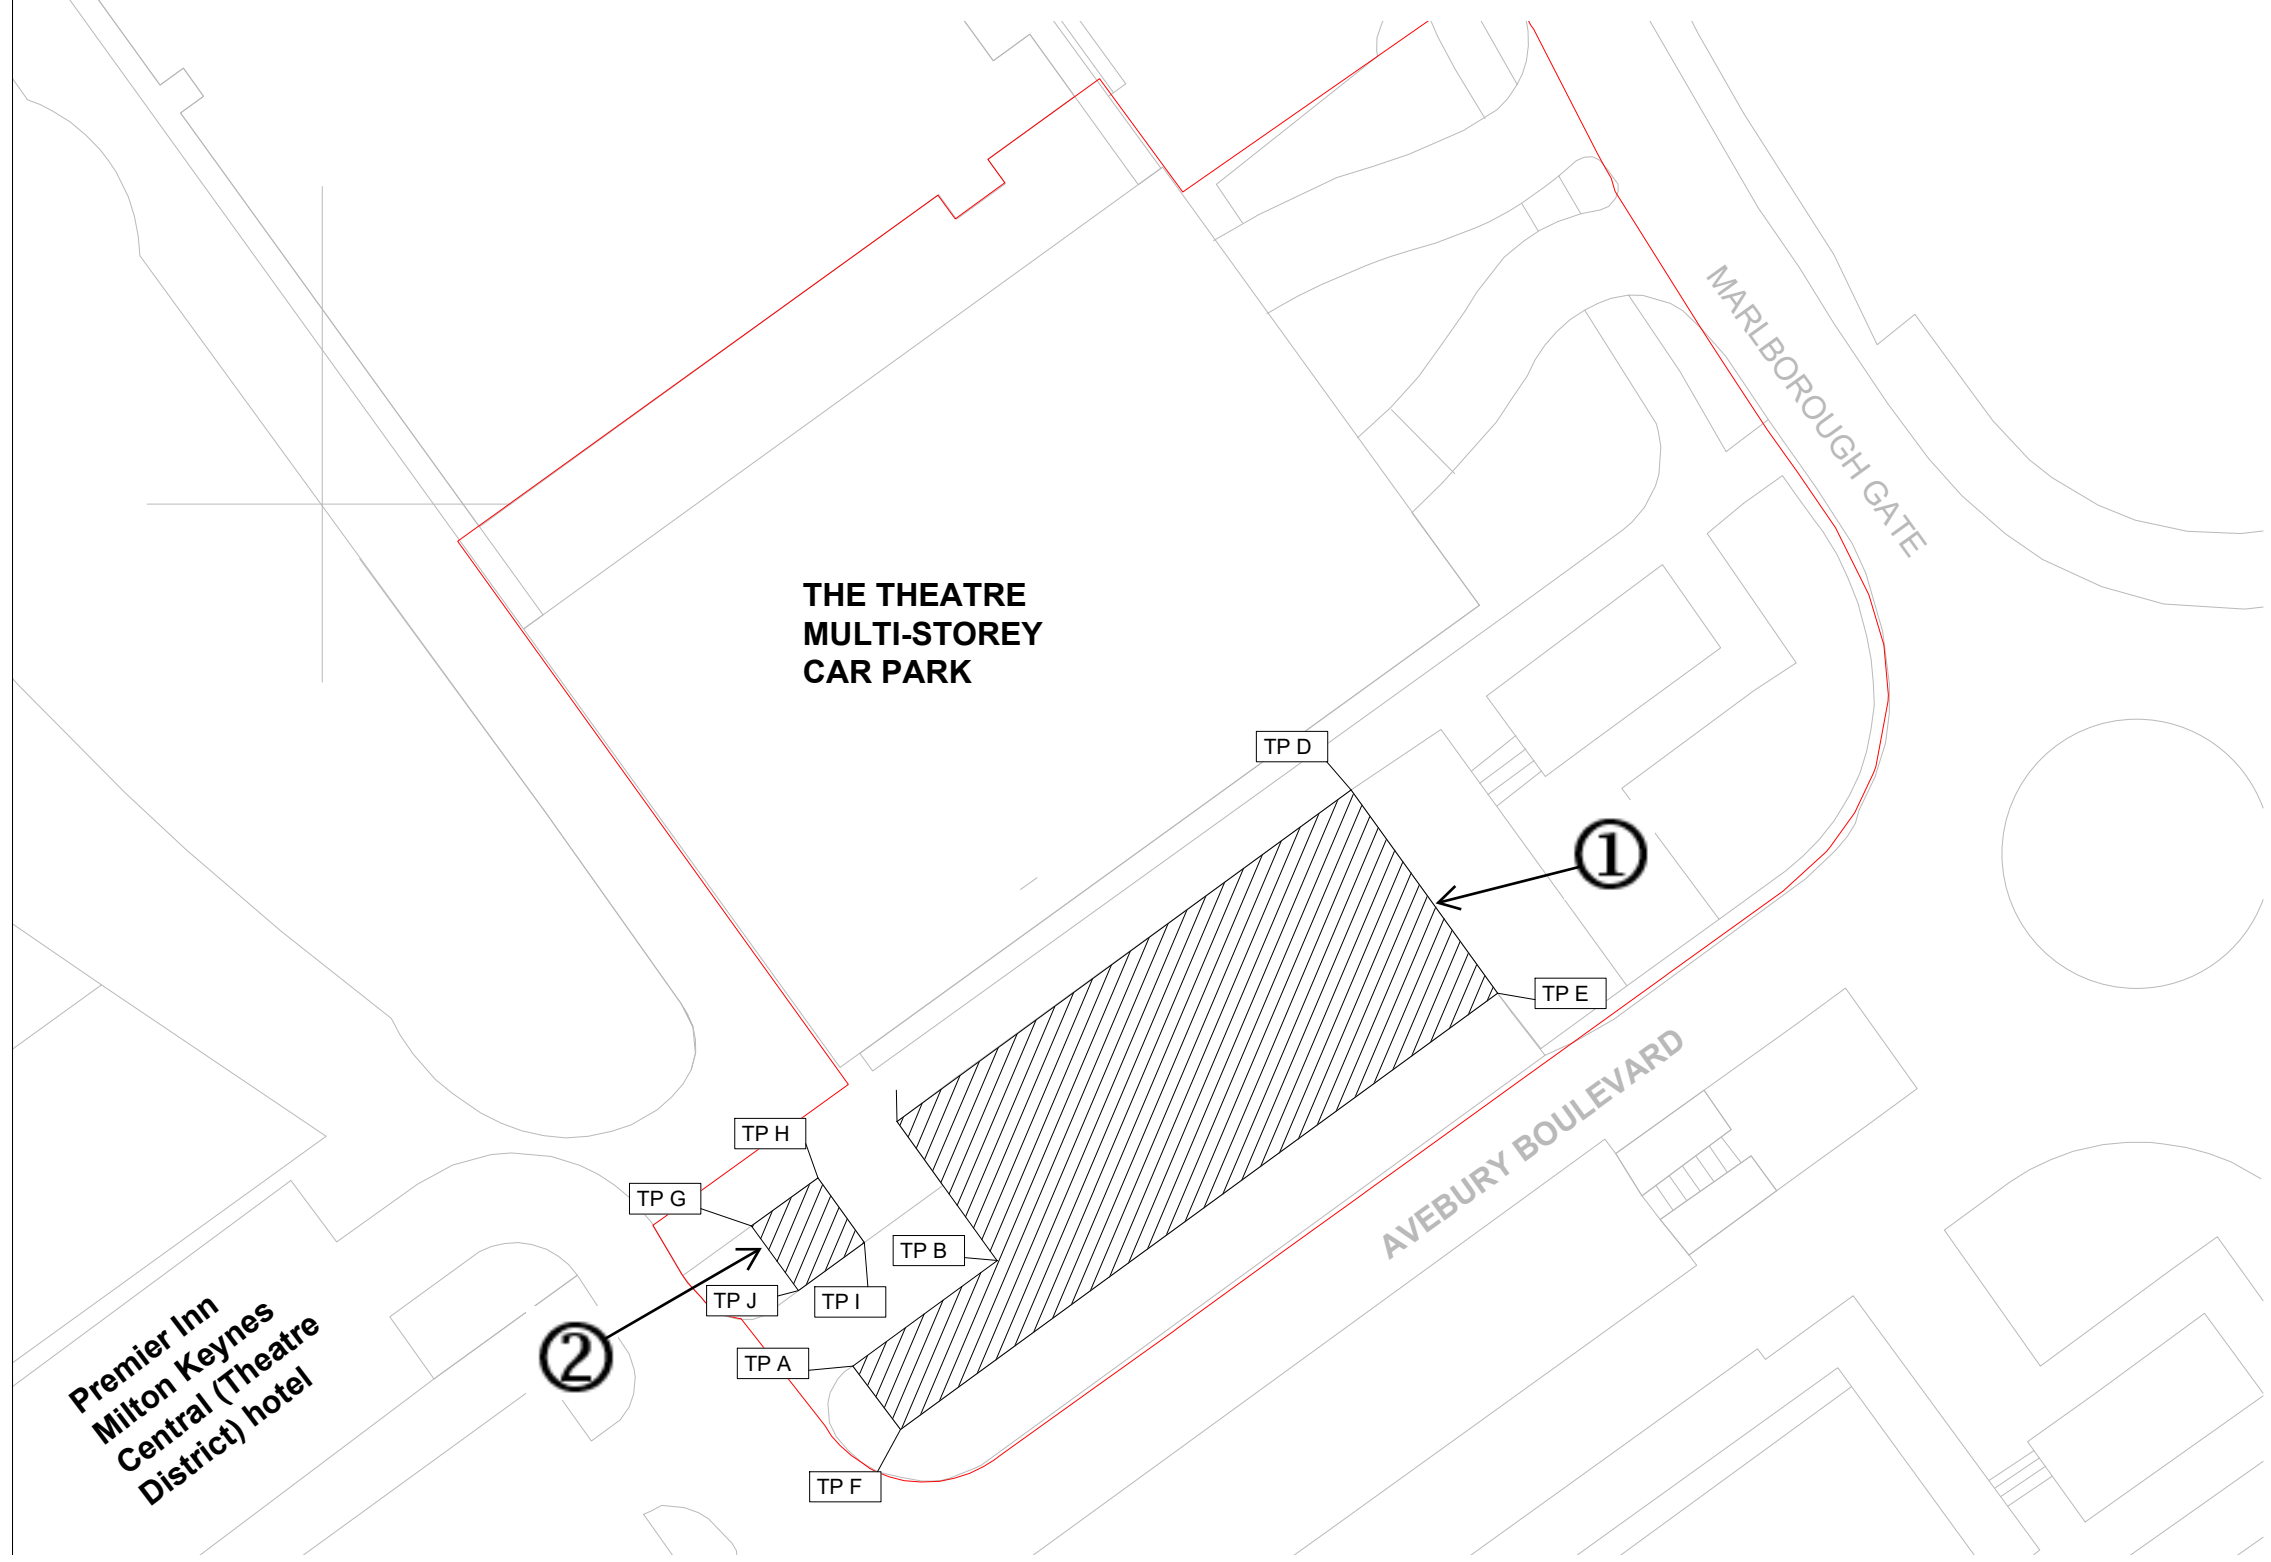 MARLBOROUGH GATE
THE THEATRE
MULTI-STOREY
CAR PARK
TP D
①
TP E
AVEBURY BOULEVARD
TP H
TP G
TP B
TP J
TP I
②
TP A
TP F
Premier Inn
Milton Keynes
Central (Theatre
District) hotel